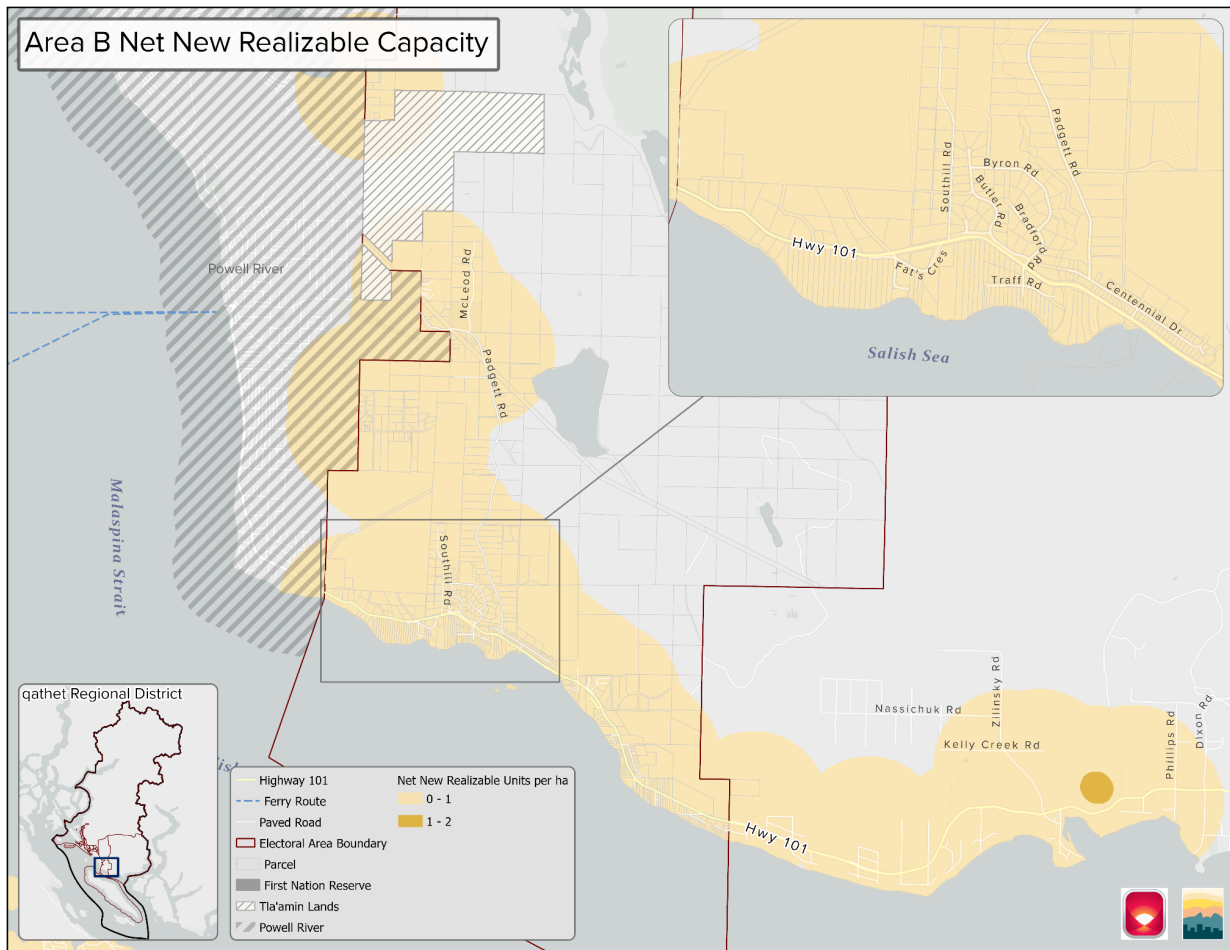 Area B Net New Realizable Capacity
Padgett Rd
Southill Rd
Byron Rd
Butler Rd
Bradford Rd
Hwy 101
Fat's Cres
Traff Rd
Centennial Dr
Salish Sea
Powell River
McLeod Rd
Padgett Rd
Malaspina Strait
Southill Rd
Nassichuk Rd
Zilinsky Rd
Kelly Creek Rd
Phillips Rd
Dixon Rd
Hwy 101
qathet Regional District
Highway 101
Ferry Route
Paved Road
Electoral Area Boundary
Parcel
First Nation Reserve
Tla'amin Lands
Powell River
Net New Realizable Units per ha
0 - 1
1 - 2